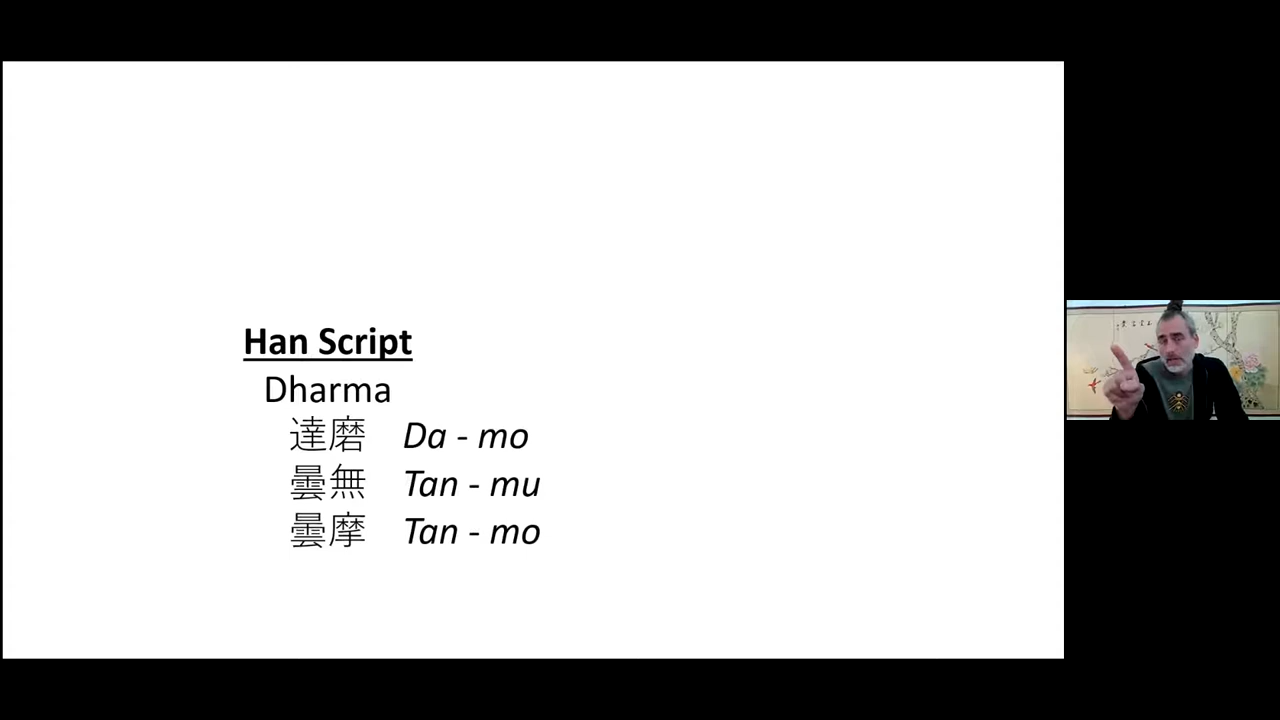 Han Script
Dharma
達磨 Da - mo
曇無 Tan - mu
曇摩 Tan - mo